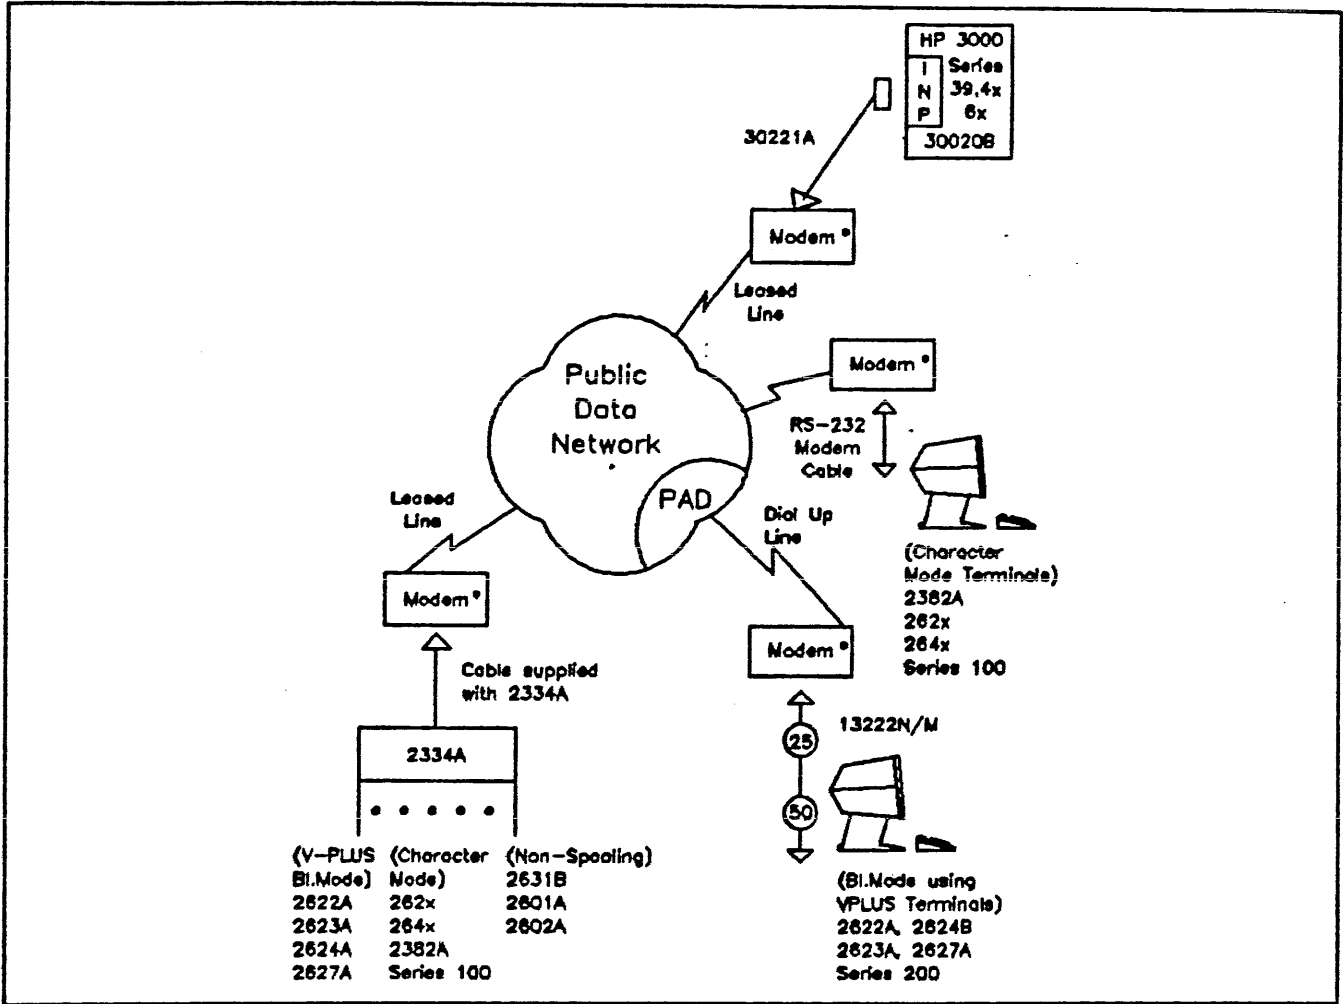 HP 3000
I Series
N 39,4x
P 6x
30020B
30221A
Modem *
Leased
Line
Public
Data
Network
Modem *
RS-232
Modem
Cable
PAD
Leased
Line
Dial Up
Line
(Character
Mode Terminals)
2382A
262x
264x
Series 100
Modem *
Modem *
Cable supplied
with 2334A
13222N/M
25
50
2334A
(V-PLUS (Character (Non-Spooling)
Bl.Mode) Mode) 2631B
2622A 262x 2601A
2623A 264x 2602A
2624A 2382A
2627A Series 100
(Bl.Mode using
VPLUS Terminals)
2622A, 2624B
2623A, 2627A
Series 200